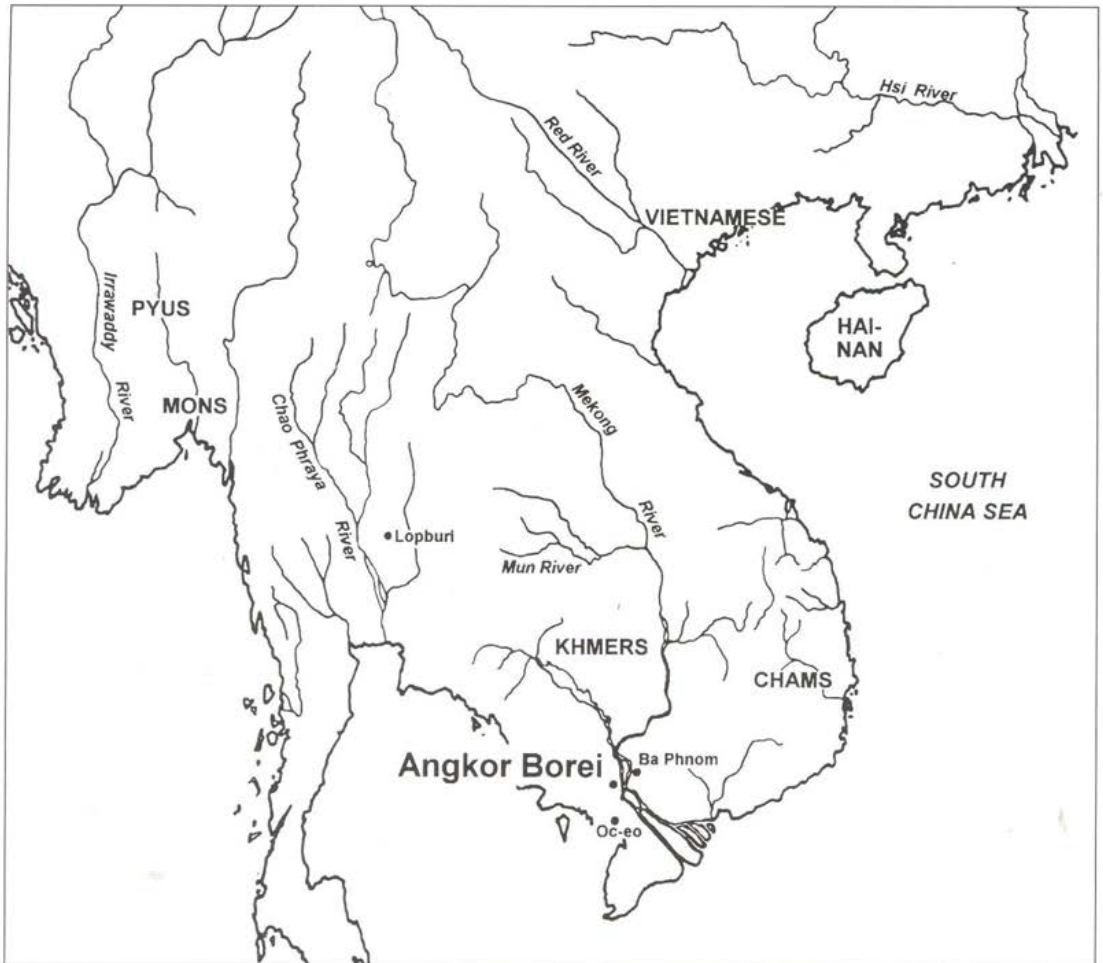 Hsi River
Red River
VIETNAMESE
Irrawaddy
River
PYUS
HAI-
NAN
MONS
Chao Phraya
River
Mekong
River
SOUTH
CHINA SEA
Lopburi
Mun River
KHMERS
CHAMS
Angkor Borei
Ba Phnom
Oc-eo